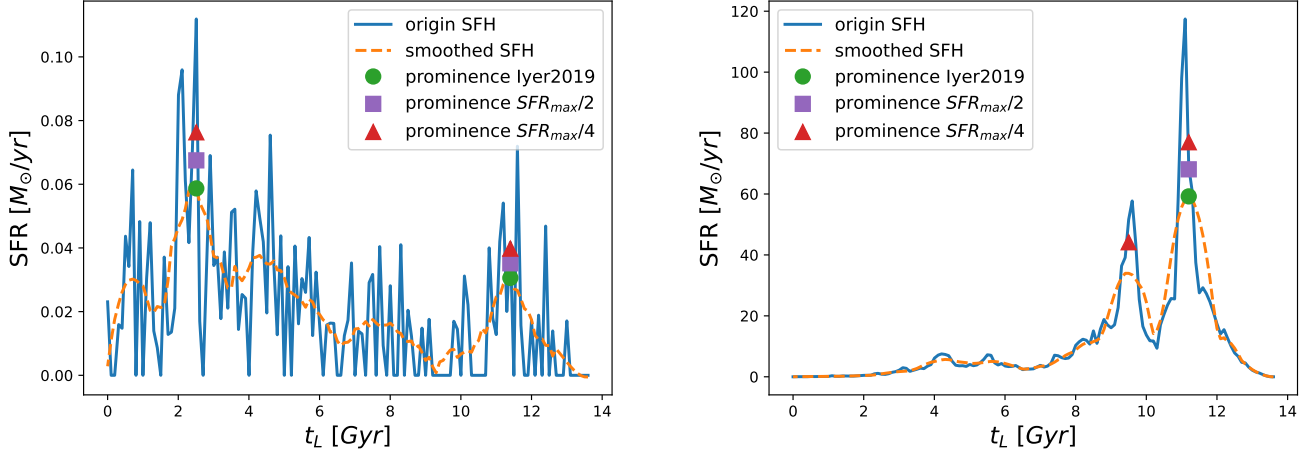 origin SFH
smoothed SFH
prominence Iyer2019
prominence SFR_max/2
prominence SFR_max/4
0.10
0.08
0.06
0.04
0.02
0.00
SFR [M_⊙/yr]
0 2 4 6 8 10 12 14
t_L [Gyr]
origin SFH
smoothed SFH
prominence Iyer2019
prominence SFR_max/2
prominence SFR_max/4
120
100
80
60
40
20
0
SFR [M_⊙/yr]
0 2 4 6 8 10 12 14
t_L [Gyr]